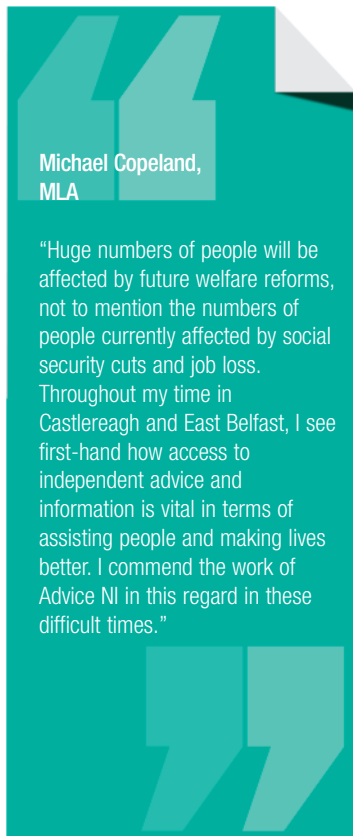 Michael Copeland,
MLA
“Huge numbers of people will be
affected by future welfare reforms,
not to mention the numbers of
people currently affected by social
security cuts and job loss.
Throughout my time in
Castlereagh and East Belfast, I see
first-hand how access to
independent advice and
information is vital in terms of
assisting people and making lives
better. I commend the work of
Advice NI in this regard in these
difficult times.”